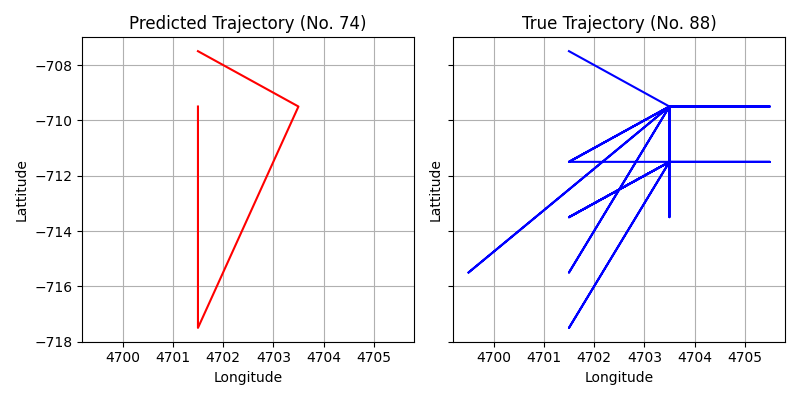 Predicted Trajectory (No. 74)
True Trajectory (No. 88)
−708
−710
−712
−714
−716
−718
Lattitude
Lattitude
4700 4701 4702 4703 4704 4705
4700 4701 4702 4703 4704 4705
Longitude
Longitude